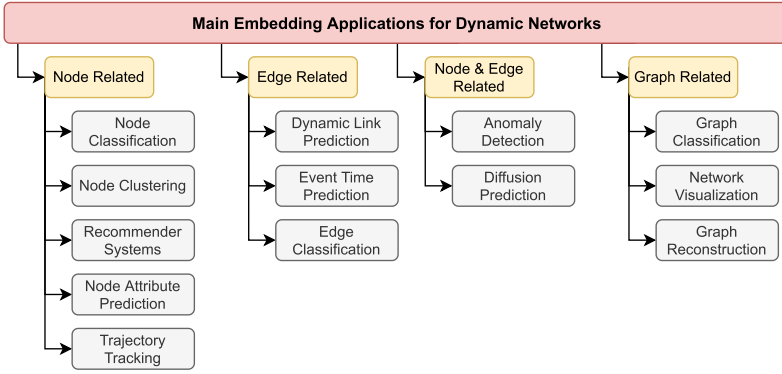 Main Embedding Applications for Dynamic Networks
Node Related
Node
Classification
Node Clustering
Recommender
Systems
Node Attribute
Prediction
Trajectory
Tracking
Edge Related
Dynamic Link
Prediction
Event Time
Prediction
Edge
Classification
Node & Edge
Related
Anomaly
Detection
Diffusion
Prediction
Graph Related
Graph
Classification
Network
Visualization
Graph
Reconstruction